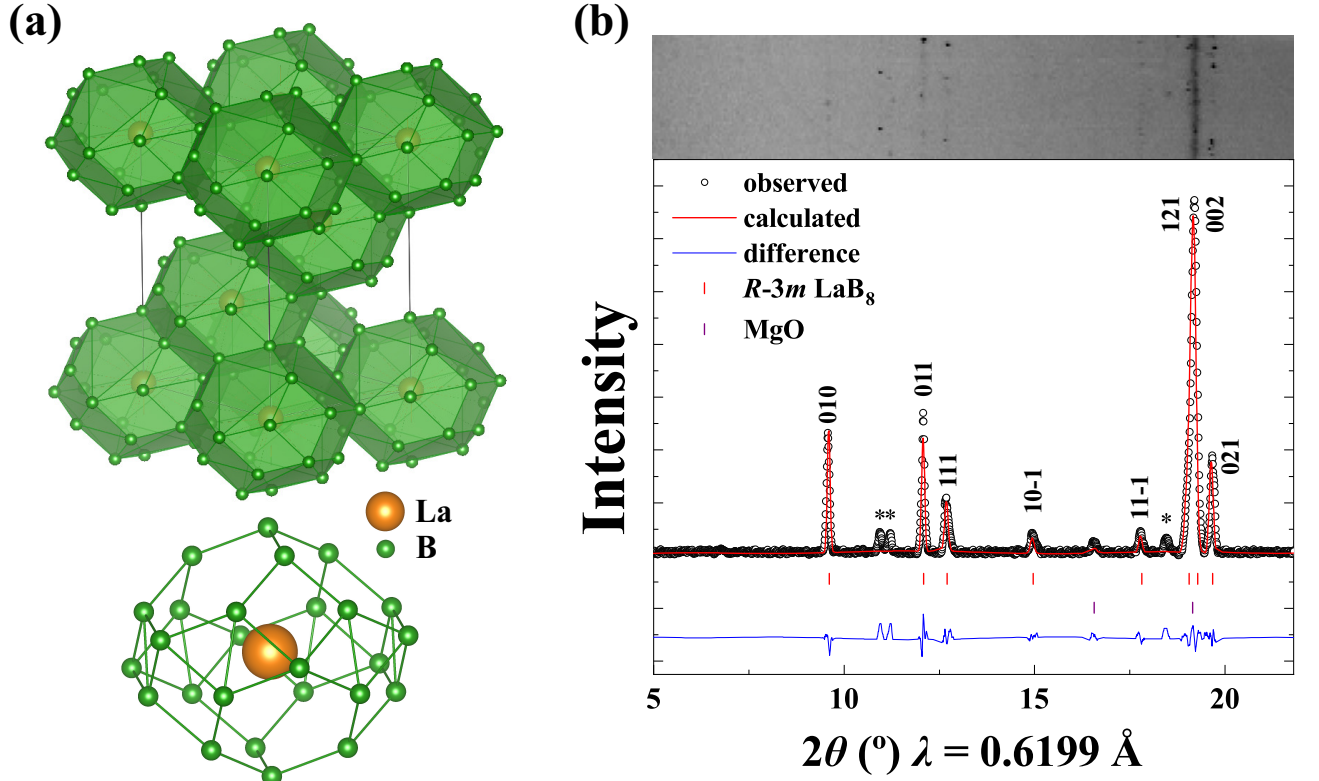 (a)
La
B
(b)
observed
calculated
difference
R-3m LaB₈
MgO
Intensity
010
**
011
111
10-1
11-1
*
121
002
021
5
10
15
20
2θ (º) λ = 0.6199 Å